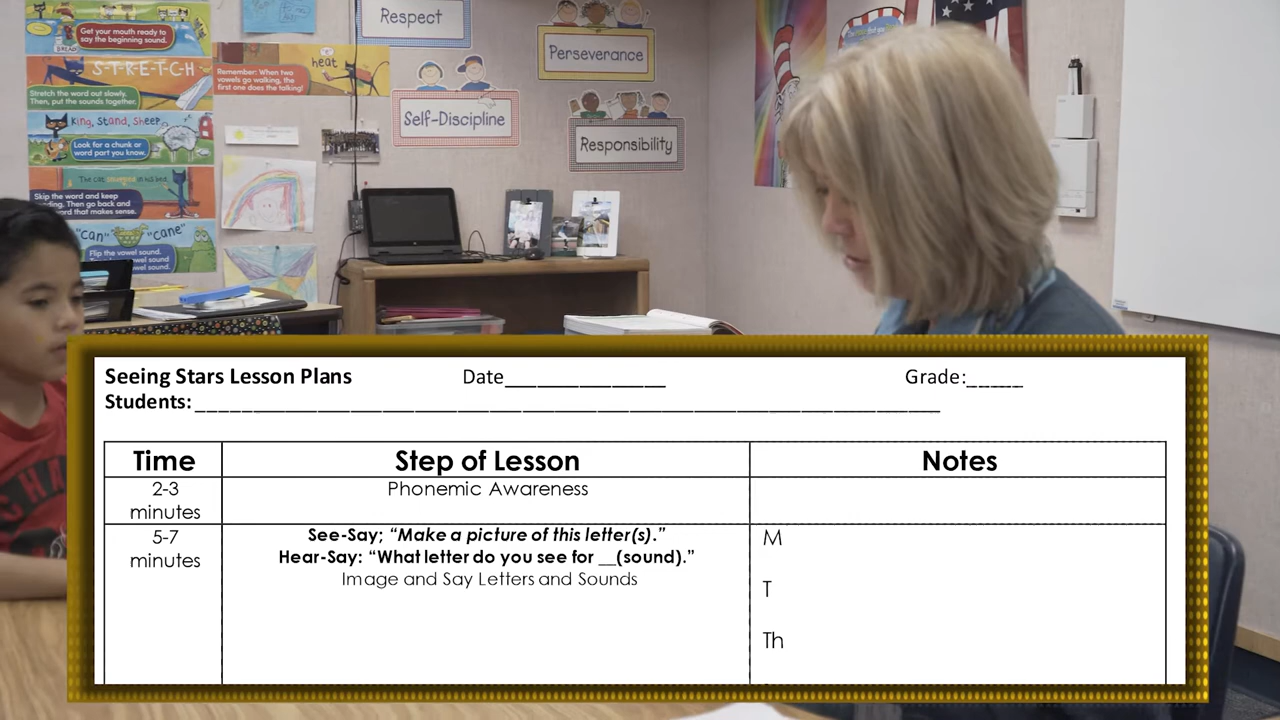 Get your mouth ready to
say the beginning sound.
BREAD
S-T-R-E-T-C-H
Stretch the word out slowly.
Then, put the sounds together.
King, Stand, Sheep
Look for a chunk or
word part you know.
Skip the word and keep
Then go back and
that makes sense.
"can" "cane"
Flip the vowel sound.
vowel sound
sound.
heat
Remember: When two
vowels go walking, the
first one does the talking!
Respect
Perseverance
Self-Discipline
Responsibility
Seeing Stars Lesson Plans Date_______________ Grade:______
Students:
Time Step of Lesson Notes
2-3
minutes
Phonemic Awareness
5-7
minutes
See-Say; “Make a picture of this letter(s).”
Hear-Say: “What letter do you see for __(sound).”
Image and Say Letters and Sounds
M
T
Th